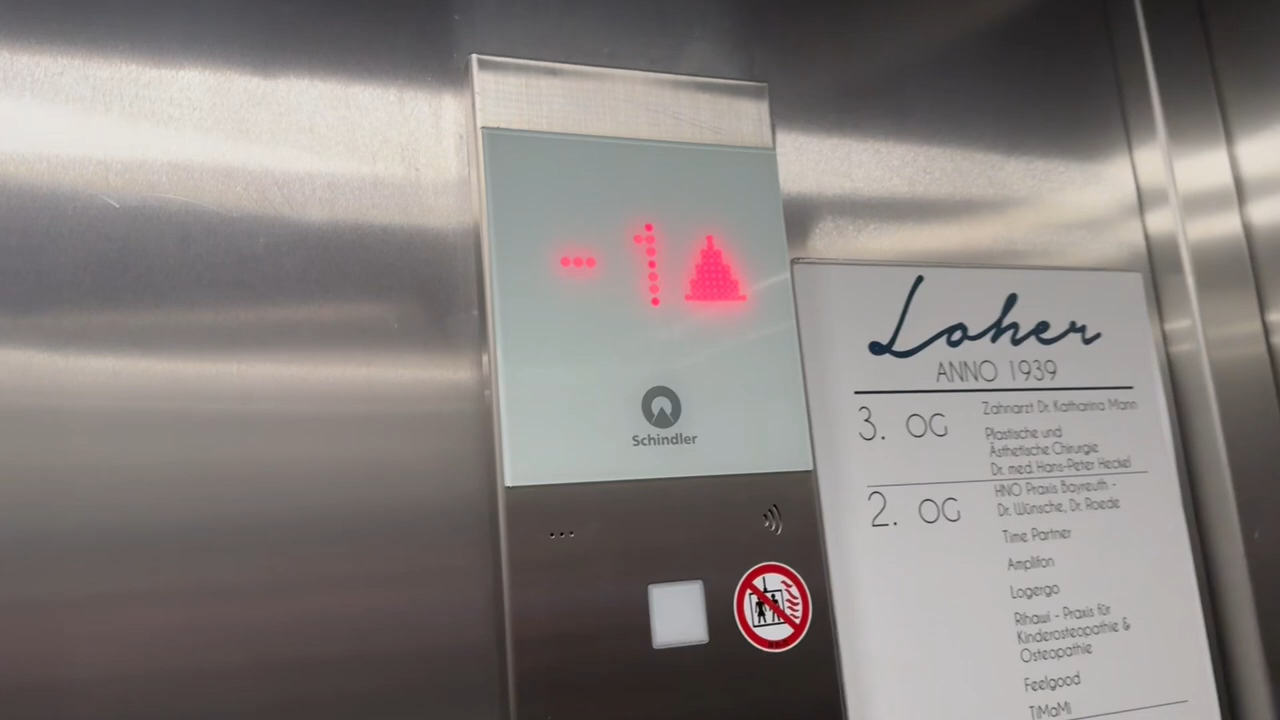 -1
Schindler
Loher
ANNO 1939
3. OG
Zahnarzt Dr. Katharina Mann
Plastische und
Ästhetische Chirurgie
Dr. med. Hans-Peter Heckel
2. OG
HNO Praxis Bayreuth -
Dr. Wünsche, Dr. Roede
Time Partner
Amplifon
Logergo
Rihawi - Praxis für
Kinderosteopathie &
Osteopathie
Feelgood
TiMaMi